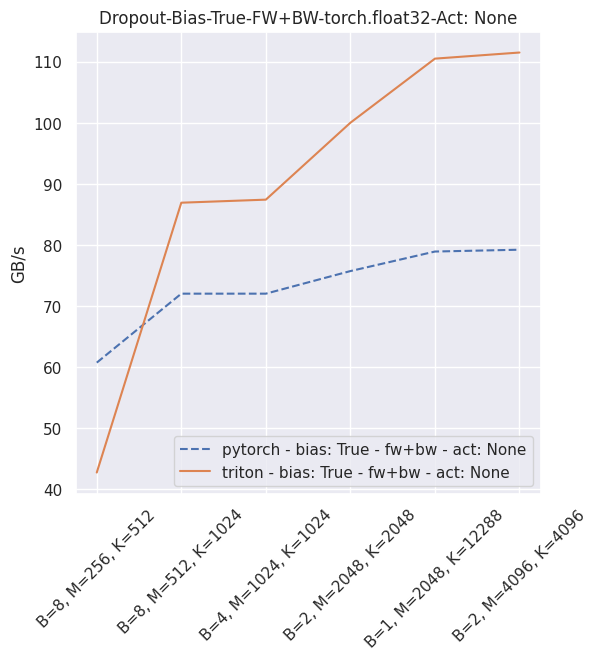 Dropout-Bias-True-FW+BW-torch.float32-Act: None
GB/s
110
100
90
80
70
60
50
40
pytorch - bias: True - fw+bw - act: None
triton - bias: True - fw+bw - act: None
B=8, M=256, K=512
B=8, M=512, K=1024
B=4, M=1024, K=1024
B=2, M=2048, K=2048
B=1, M=2048, K=12288
B=2, M=4096, K=4096